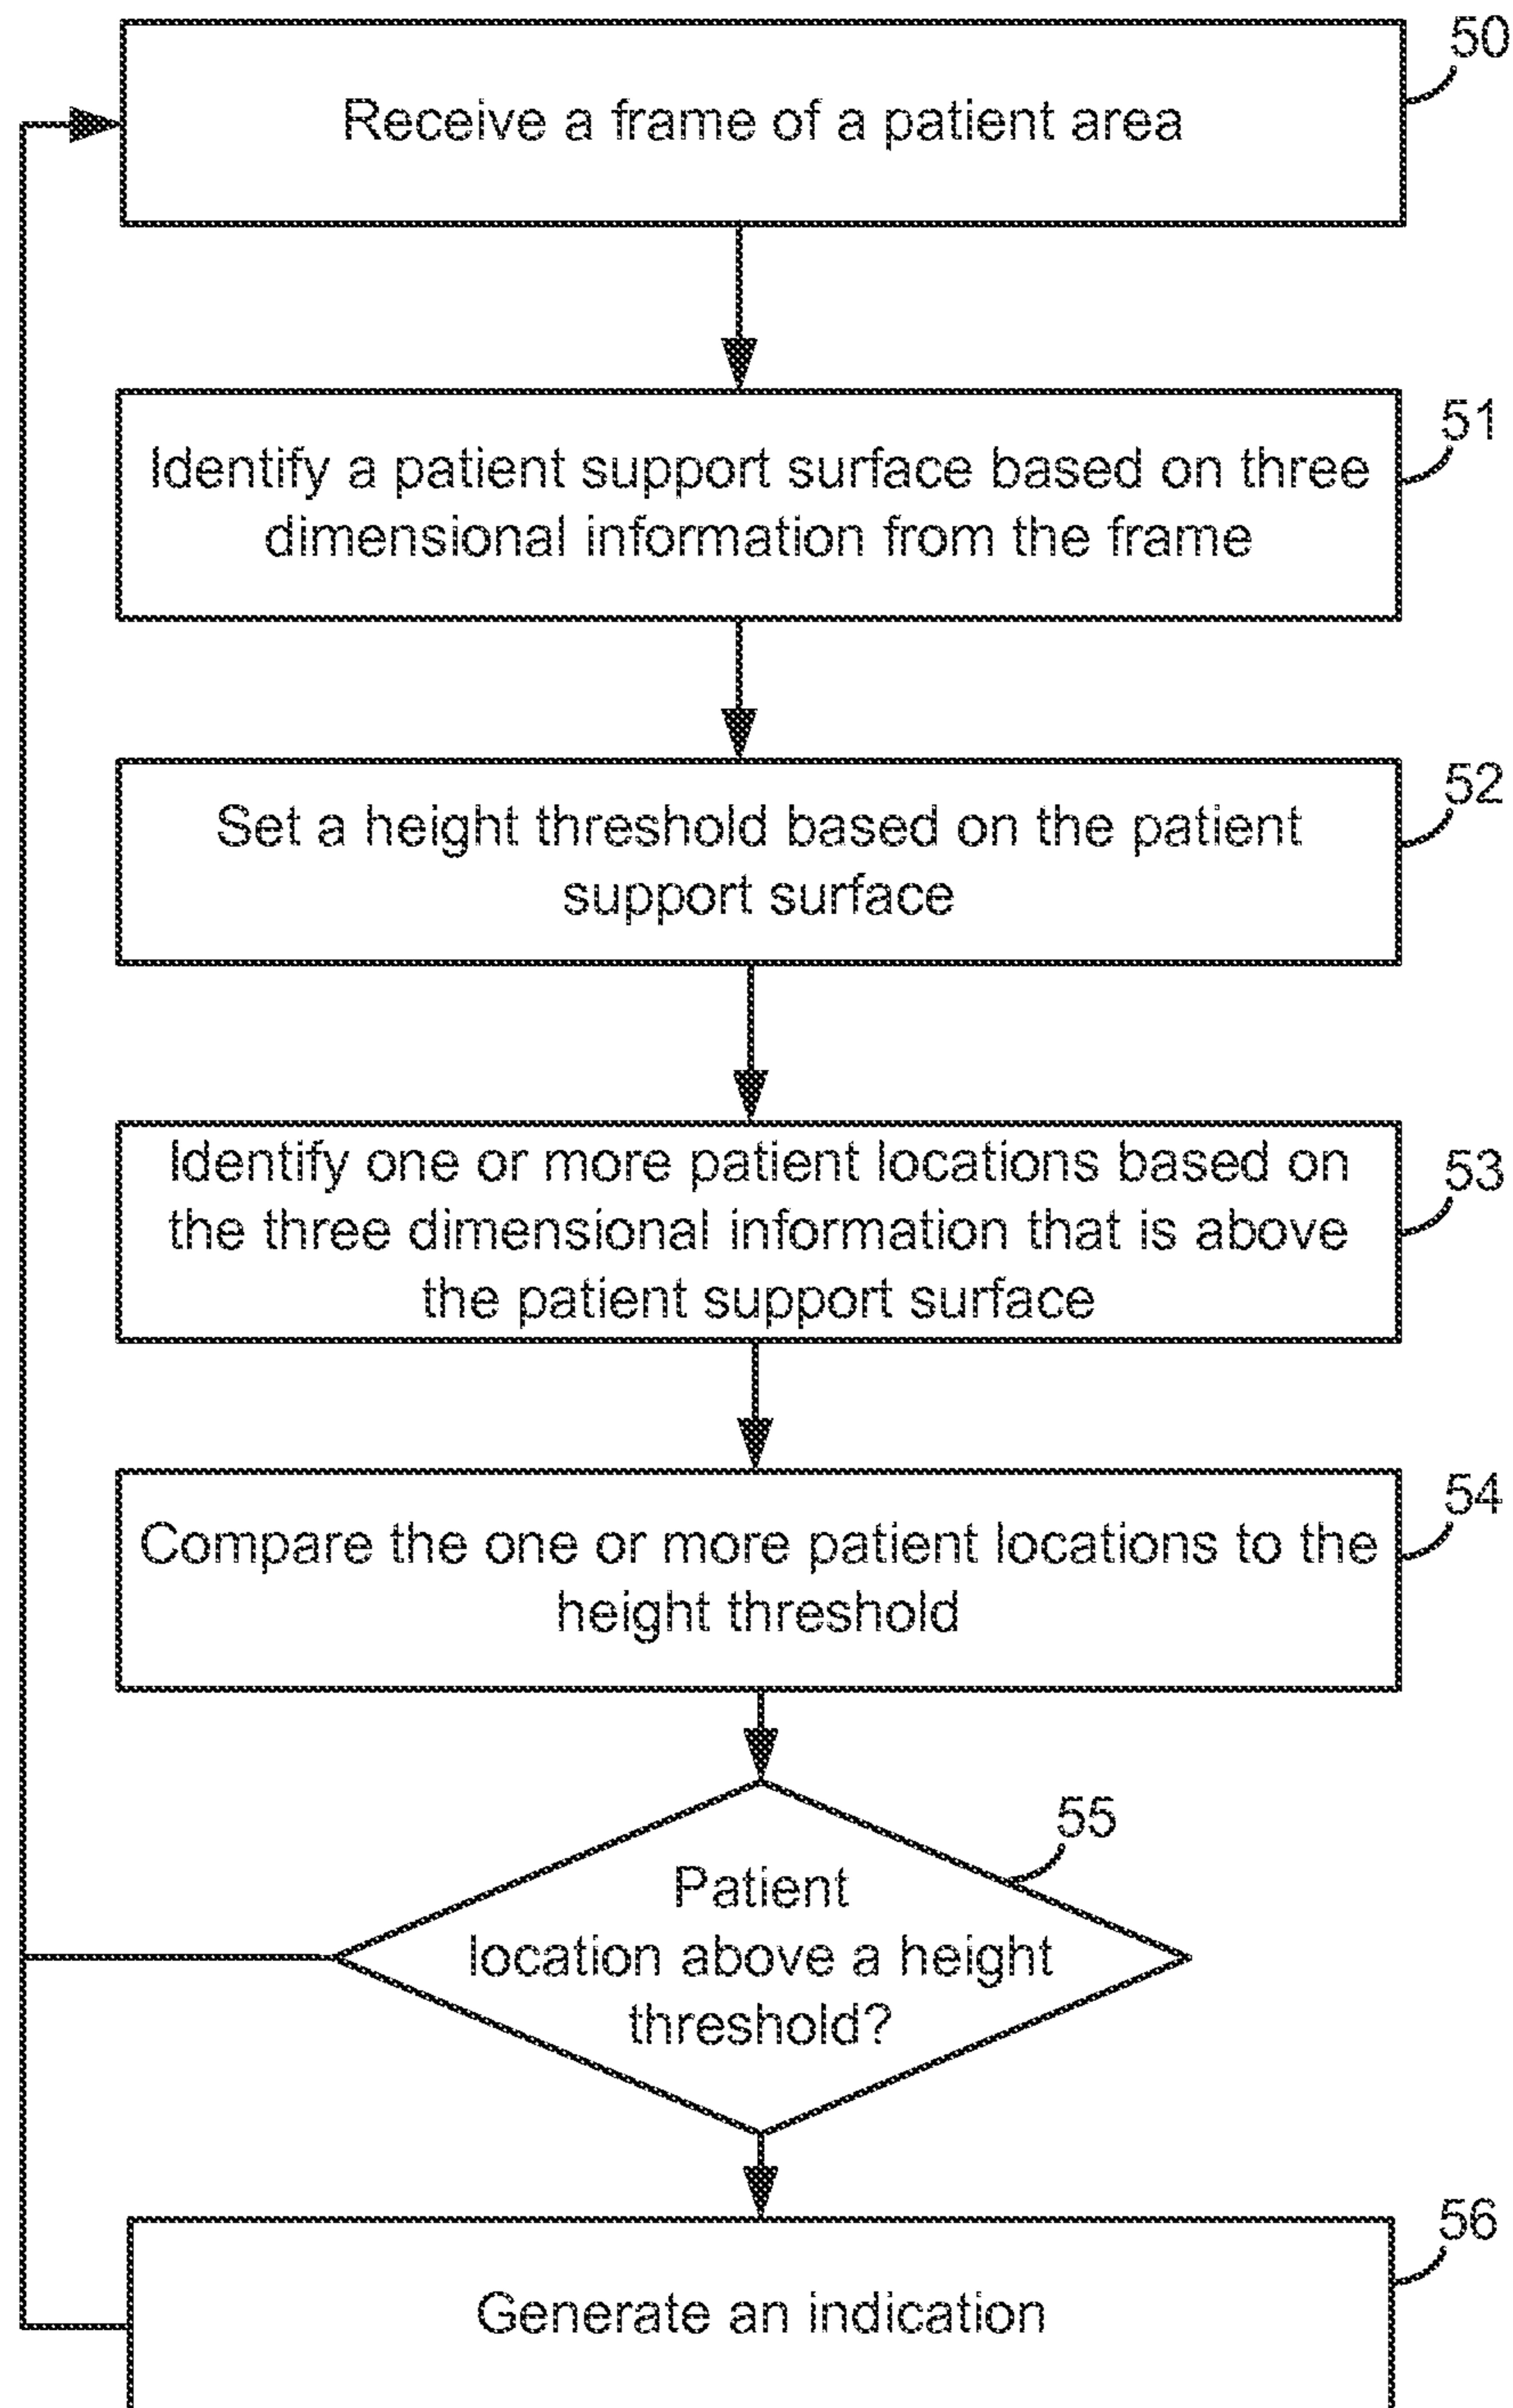 50
Receive a frame of a patient area
51
Identify a patient support surface based on three
dimensional information from the frame
52
Set a height threshold based on the patient
support surface
53
Identify one or more patient locations based on
the three dimensional information that is above
the patient support surface
54
Compare the one or more patient locations to the
height threshold
55
Patient
location above a height
threshold?
56
Generate an indication